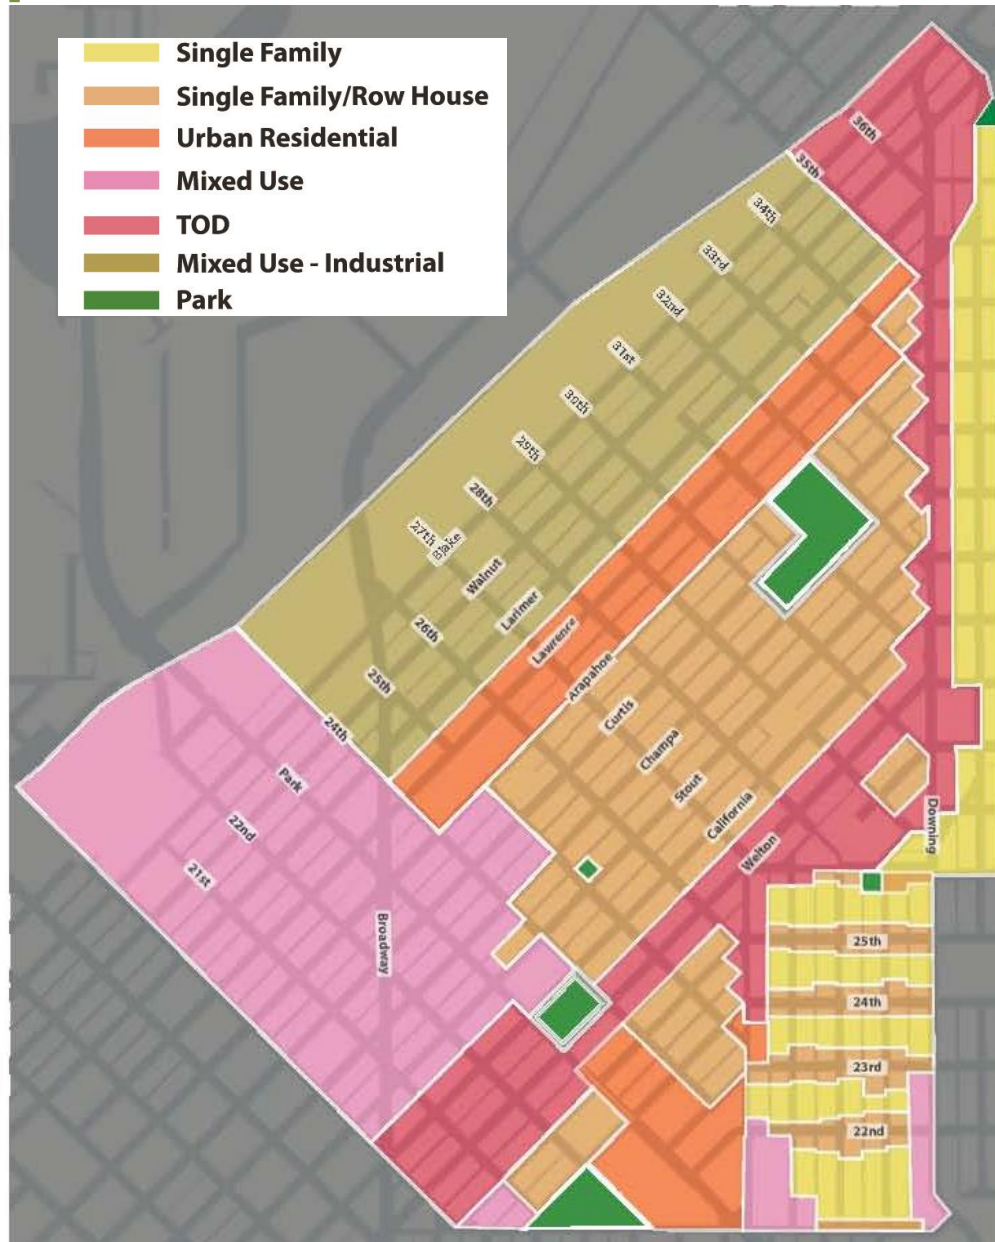 Single Family
Single Family/Row House
Urban Residential
Mixed Use
TOD
Mixed Use - Industrial
Park
36th
35th
34th
33rd
32nd
31st
30th
29th
28th
27th
Blake
Walnut
Larimer
26th
Lawrence
Arapahoe
25th
Curtis
24th
Champa
Park
Stout
California
22nd
Welton
Downing
21st
Broadway
25th
24th
23rd
22nd